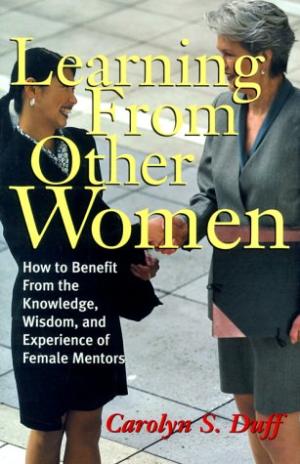 Learning
From
Other
Women
How to Benefit
From the
Knowledge,
Wisdom, and
Experience of
Female Mentors
Carolyn S. Duff